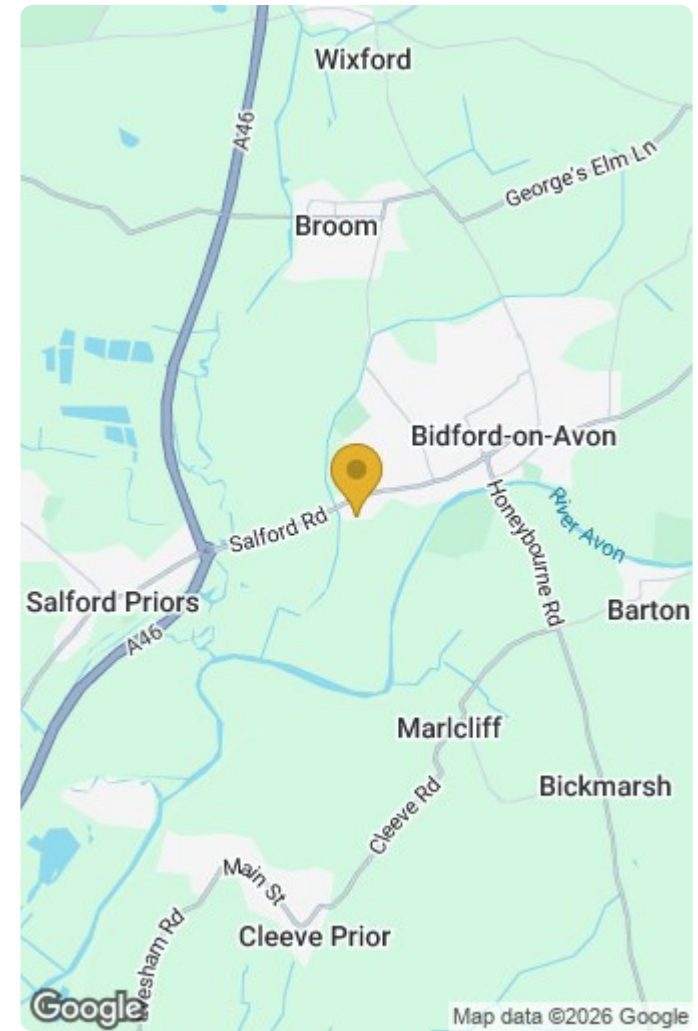 Wixford
A46
George's Elm Ln
Broom
Bidford-on-Avon
Salford Rd
Honeybourne Rd
River Avon
Salford Priors
A46
Barton
Marlcliff
Bickmarsh
Cleeve Rd
Main St
Cleeve Prior
vesham Rd
Google
Map data ©2026 Google